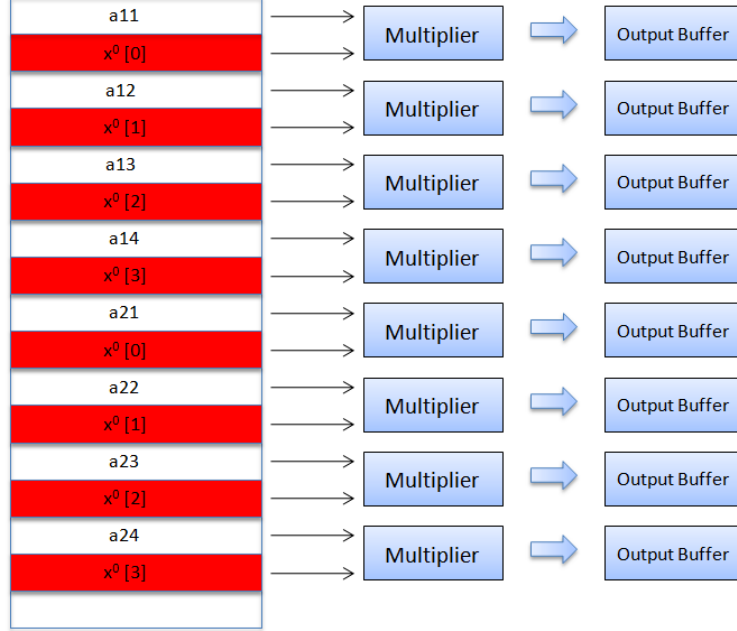 a11
Multiplier
Output Buffer
x⁰ [0]
a12
Multiplier
Output Buffer
x⁰ [1]
a13
Multiplier
Output Buffer
x⁰ [2]
a14
Multiplier
Output Buffer
x⁰ [3]
a21
Multiplier
Output Buffer
x⁰ [0]
a22
Multiplier
Output Buffer
x⁰ [1]
a23
Multiplier
Output Buffer
x⁰ [2]
a24
Multiplier
Output Buffer
x⁰ [3]